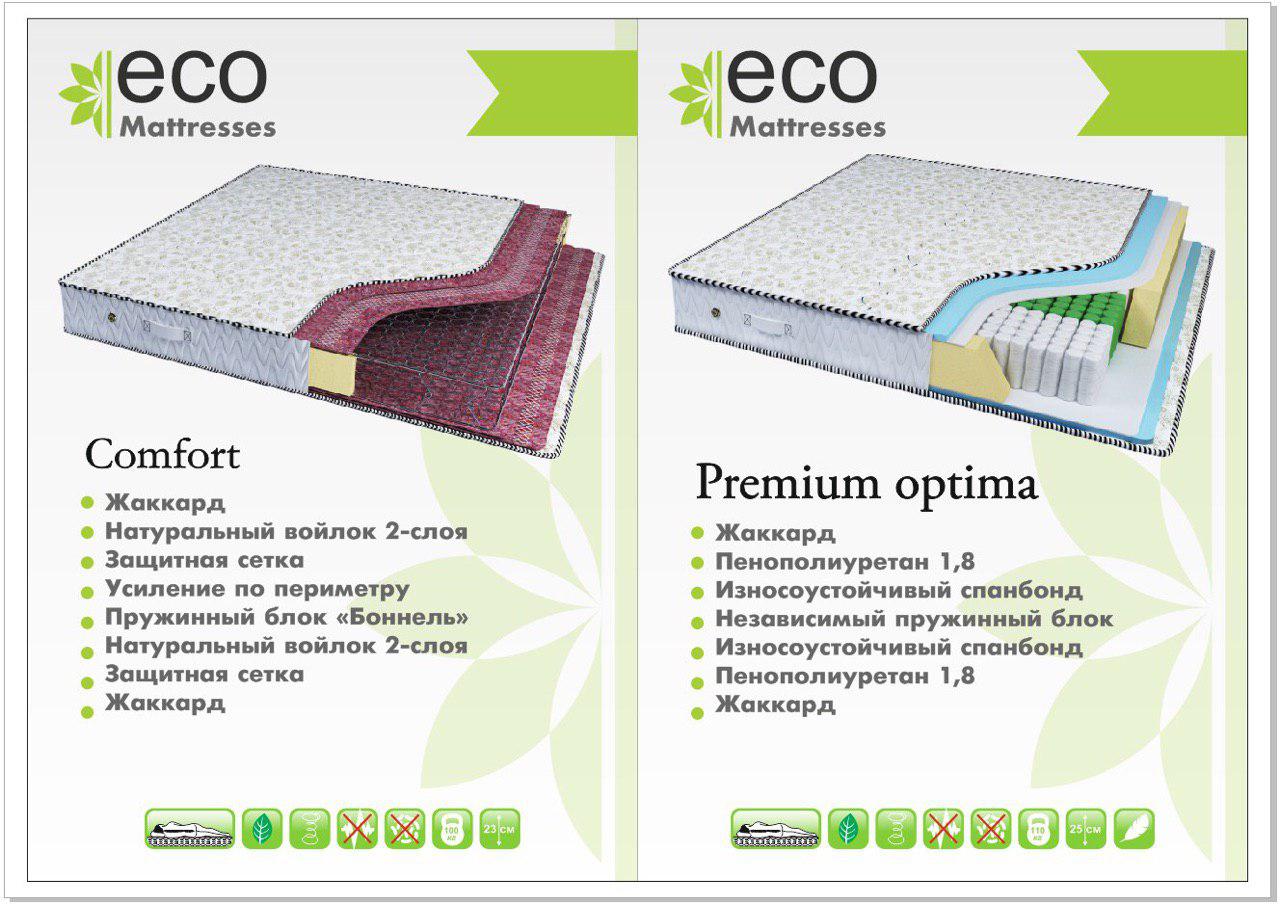 eco
Mattresses
Comfort
Жаккард
Натуральный войлок 2-слоя
Защитная сетка
Усиление по периметру
Пружинный блок «Боннель»
Натуральный войлок 2-слоя
Защитная сетка
Жаккард
100
кг
23 см
eco
Mattresses
Premium optima
Жаккард
Пенополиуретан 1,8
Износоустойчивый спанбонд
Независимый пружинный блок
Износоустойчивый спанбонд
Пенополиуретан 1,8
Жаккард
110
кг
25 см